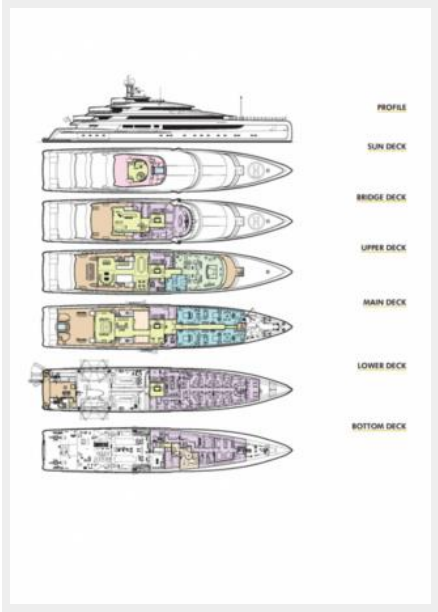 PROFILE
SUN DECK
BRIDGE DECK
UPPER DECK
MAIN DECK
LOWER DECK
BOTTOM DECK